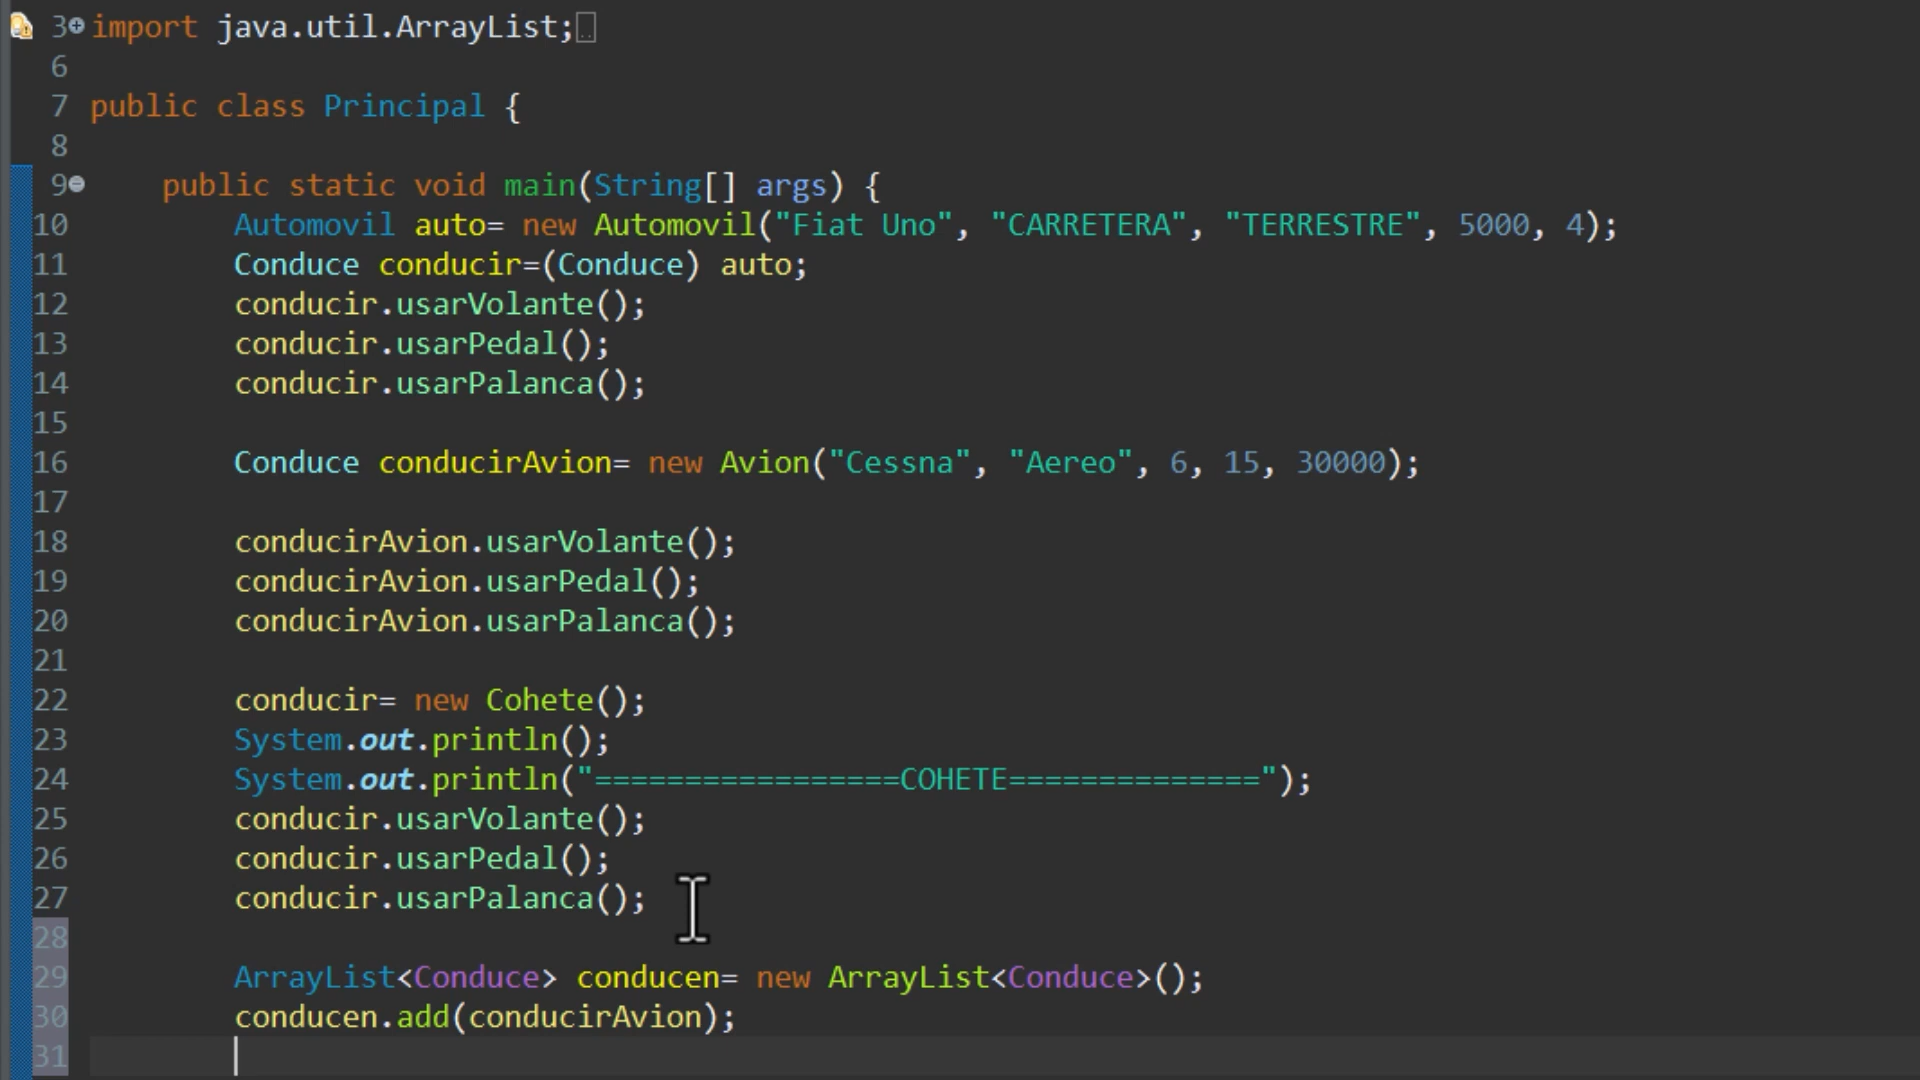 3 import java.util.ArrayList;
6
7 public class Principal {
8
9     public static void main(String[] args) {
10         Automovil auto= new Automovil("Fiat Uno", "CARRETERA", "TERRESTRE", 5000, 4);
11         Conduce conducir=(Conduce) auto;
12         conducir.usarVolante();
13         conducir.usarPedal();
14         conducir.usarPalanca();
15
16         Conduce conducirAvion= new Avion("Cessna", "Aereo", 6, 15, 30000);
17
18         conducirAvion.usarVolante();
19         conducirAvion.usarPedal();
20         conducirAvion.usarPalanca();
21
22         conducir= new Cohete();
23         System.out.println();
24         System.out.println("=================COHETE==============");
25         conducir.usarVolante();
26         conducir.usarPedal();
27         conducir.usarPalanca();
28
29         ArrayList<Conduce> conducen= new ArrayList<Conduce>();
30         conducen.add(conducirAvion);
31